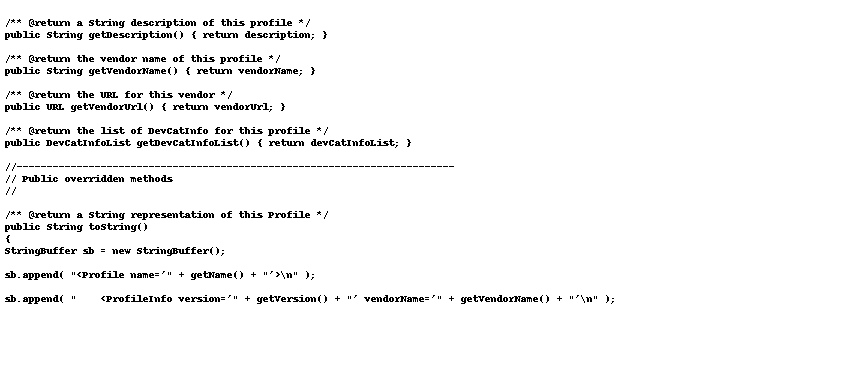 /** @return a String description of this profile */
public String getDescription() { return description; }
/** @return the vendor name of this profile */
public String getVendorName() { return vendorName; }
/** @return the URL for this vendor */
public URL getVendorUrl() { return vendorUrl; }
/** @return the list of DevCatInfo for this profile */
public DevCatInfoList getDevCatInfoList() { return devCatInfoList; }
//-------------------------------------------------------------------------
// Public overridden methods
//
/** @return a String representation of this Profile */
public String toString()
{
StringBuffer sb = new StringBuffer();
sb.append( "<Profile name='" + getName() + "'>\n" );
sb.append( "    <ProfileInfo version='" + getVersion() + "' vendorName='" + getVendorName() + "'\n" );